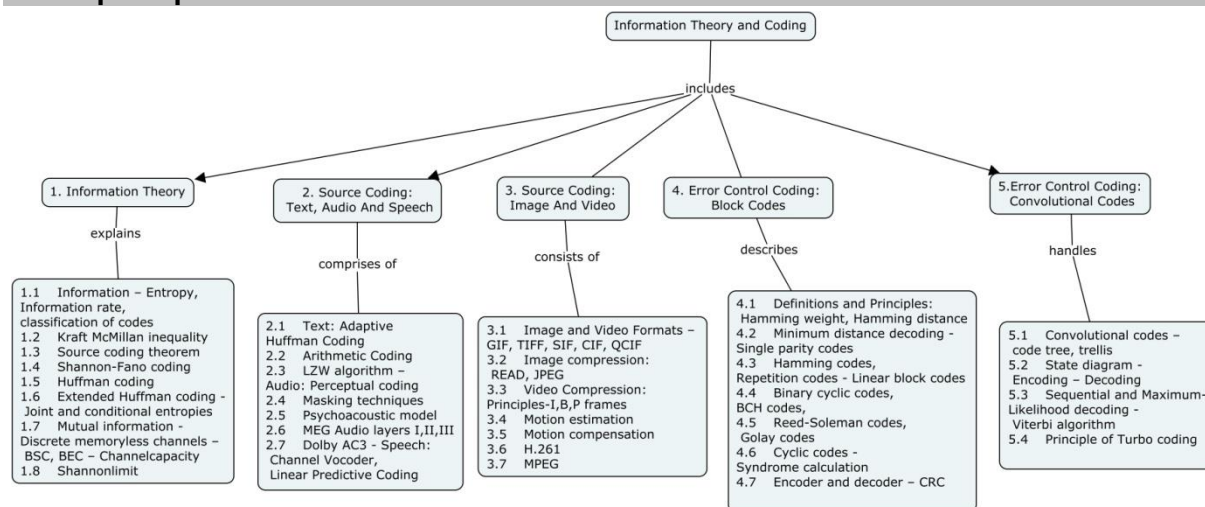 Information Theory and Coding
includes
1. Information Theory
2. Source Coding:
Text, Audio And Speech
3. Source Coding:
Image And Video
4. Error Control Coding:
Block Codes
5.Error Control Coding:
Convolutional Codes
explains
comprises of
consists of
describes
handles
1.1 Information – Entropy,
Information rate,
classification of codes
1.2 Kraft McMillan inequality
1.3 Source coding theorem
1.4 Shannon-Fano coding
1.5 Huffman coding
1.6 Extended Huffman coding -
Joint and conditional entropies
1.7 Mutual information -
Discrete memoryless channels –
BSC, BEC – Channelcapacity
1.8 Shannonlimit
2.1 Text: Adaptive
Huffman Coding
2.2 Arithmetic Coding
2.3 LZW algorithm –
Audio: Perceptual coding
2.4 Masking techniques
2.5 Psychoacoustic model
2.6 MEG Audio layers I,II,III
2.7 Dolby AC3 - Speech:
Channel Vocoder,
Linear Predictive Coding
3.1 Image and Video Formats –
GIF, TIFF, SIF, CIF, QCIF
3.2 Image compression:
READ, JPEG
3.3 Video Compression:
Principles-I,B,P frames
3.4 Motion estimation
3.5 Motion compensation
3.6 H.261
3.7 MPEG
4.1 Definitions and Principles:
Hamming weight, Hamming distance
4.2 Minimum distance decoding -
Single parity codes
4.3 Hamming codes,
Repetition codes - Linear block codes
4.4 Binary cyclic codes,
BCH codes,
4.5 Reed-Soleman codes,
Golay codes
4.6 Cyclic codes -
Syndrome calculation
4.7 Encoder and decoder – CRC
5.1 Convolutional codes –
code tree, trellis
5.2 State diagram -
Encoding – Decoding
5.3 Sequential and Maximum-
Likelihood decoding -
Viterbi algorithm
5.4 Principle of Turbo coding